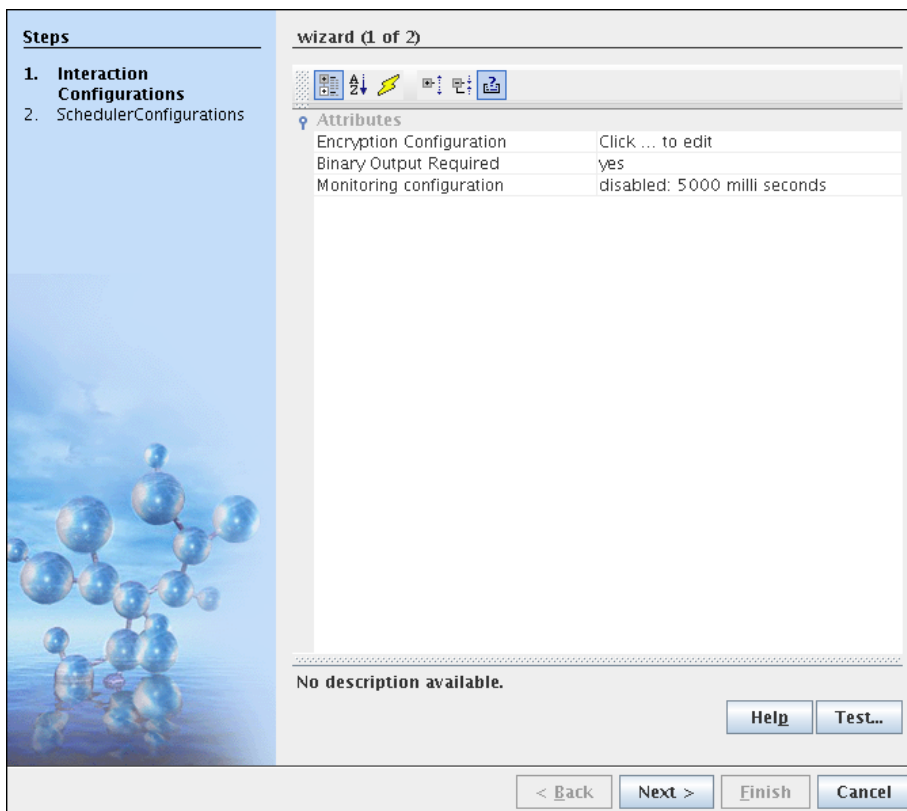 Steps
1. Interaction
Configurations
2. SchedulerConfigurations
wizard (1 of 2)
Attributes
Encryption Configuration Click ... to edit
Binary Output Required yes
Monitoring configuration disabled: 5000 milli seconds
No description available.
Help Test...
< Back Next > Finish Cancel